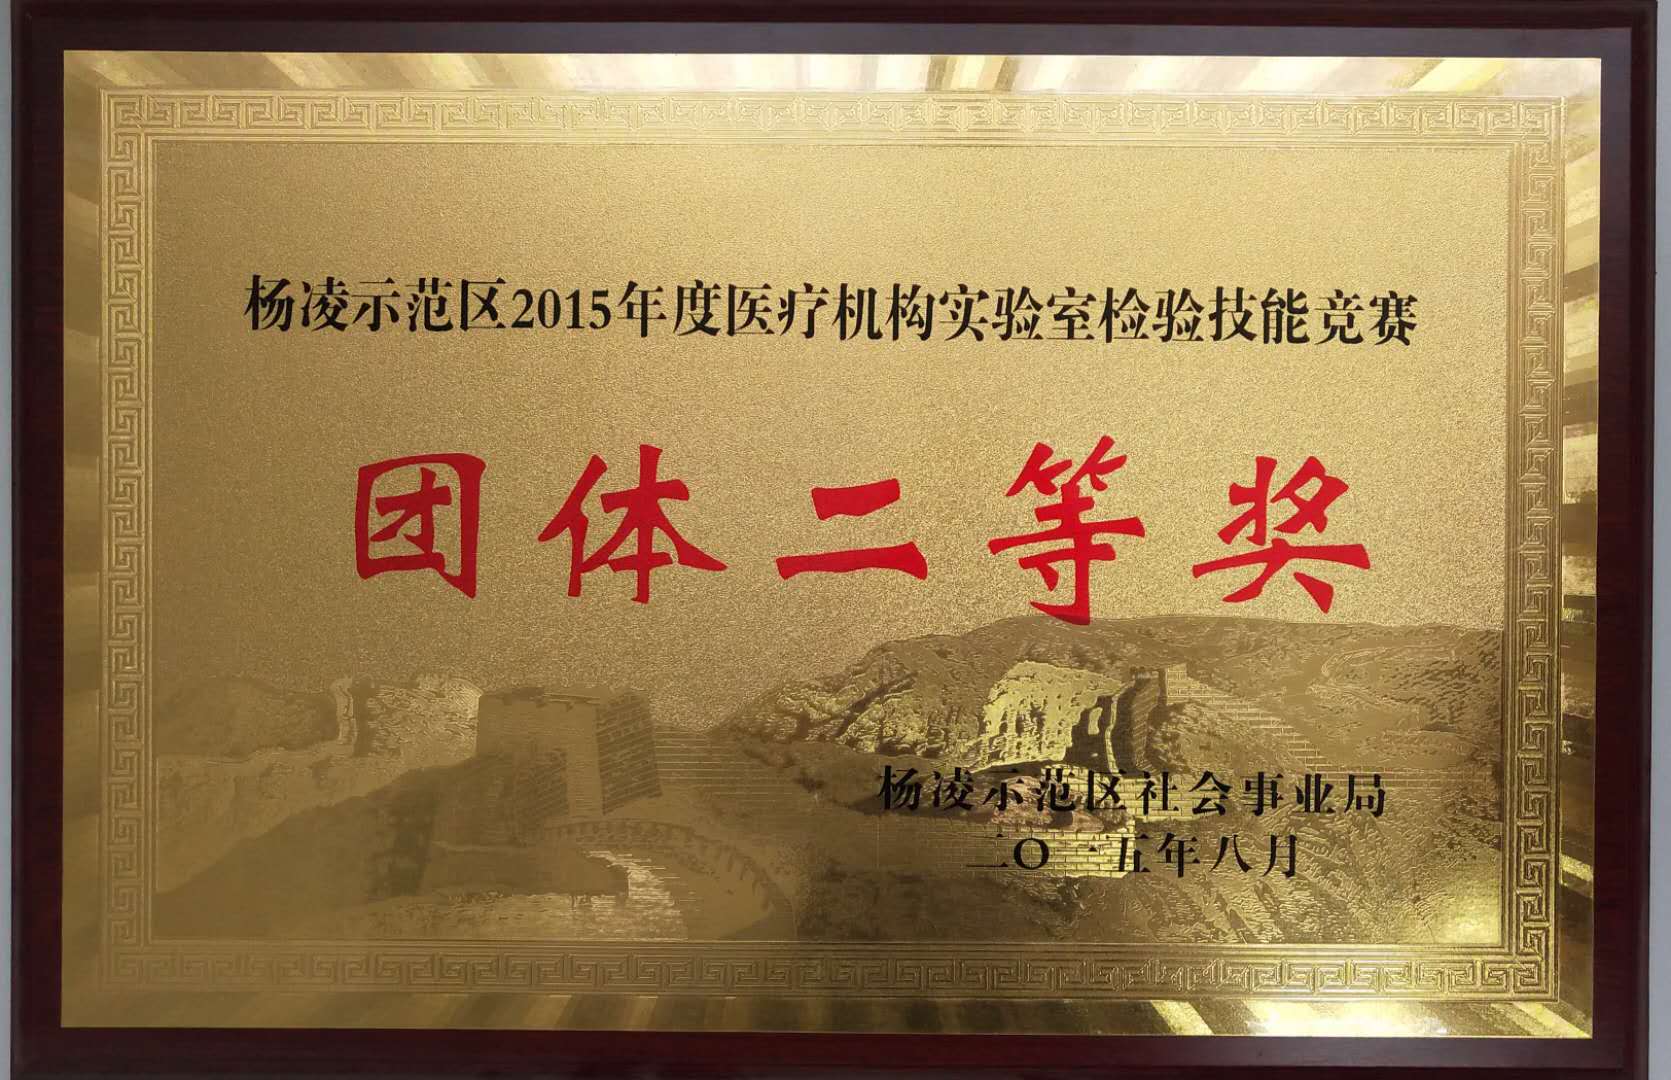 杨凌示范区2015年度医疗机构实验室检验技能竞赛
团体二等奖
杨凌示范区社会事业局
二〇一五年八月